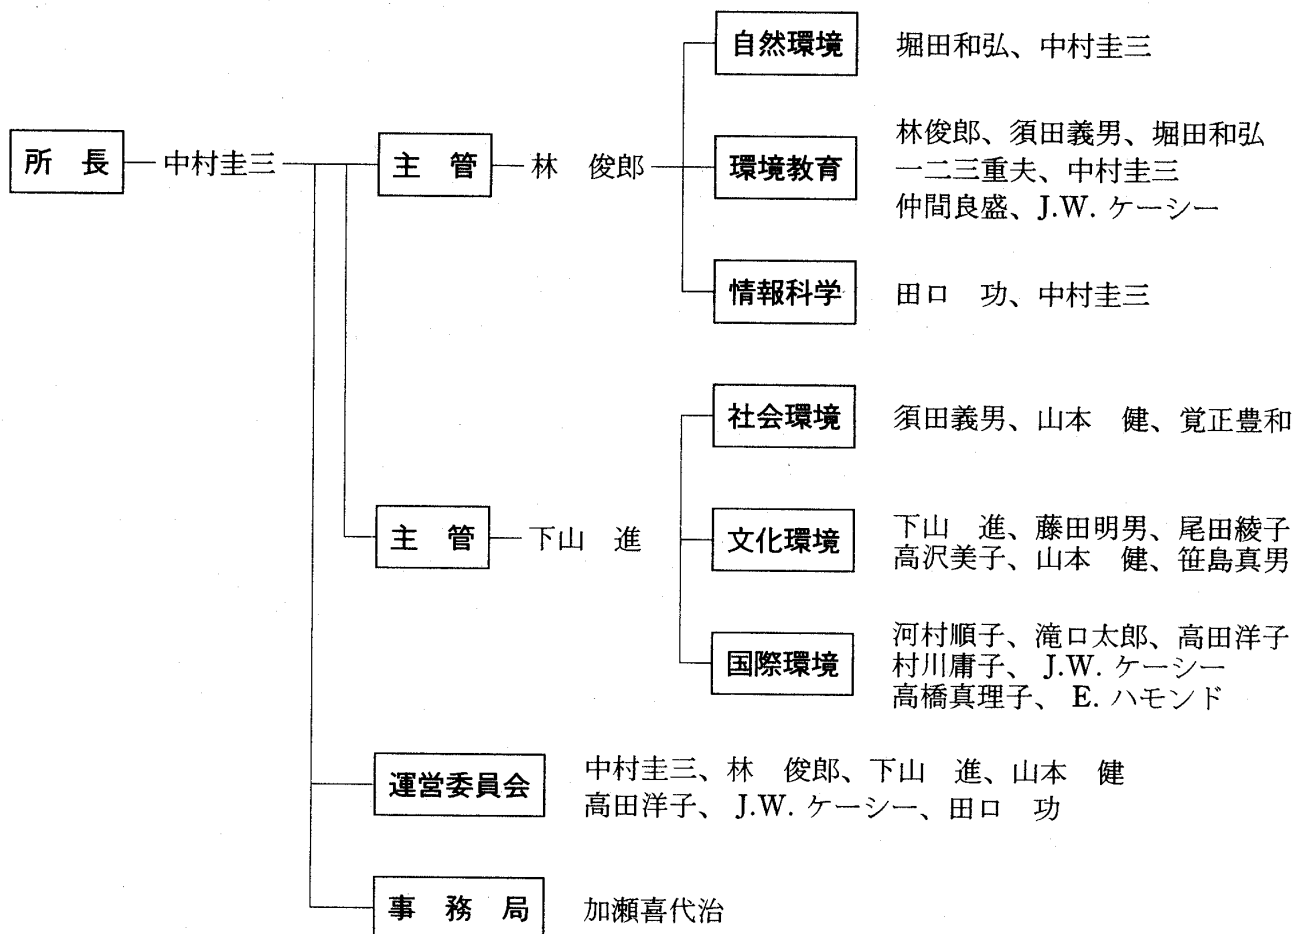 自然環境 堀田和弘、中村圭三
所 長 中村圭三 主 管 林 俊郎
環境教育 林俊郎、須田義男、堀田和弘
一二三重夫、中村圭三
仲間良盛、J.W. ケーシー
情報科学 田口 功、中村圭三
社会環境 須田義男、山本 健、覚正豊和
主 管 下山 進
文化環境 下山 進、藤田明男、尾田綾子
高沢美子、山本 健、笹島真男
国際環境 河村順子、滝口太郎、高田洋子
村川庸子、J.W. ケーシー
高橋真理子、E. ハモンド
運営委員会 中村圭三、林 俊郎、下山 進、山本 健
高田洋子、J.W. ケーシー、田口 功
事 務 局 加瀬喜代治